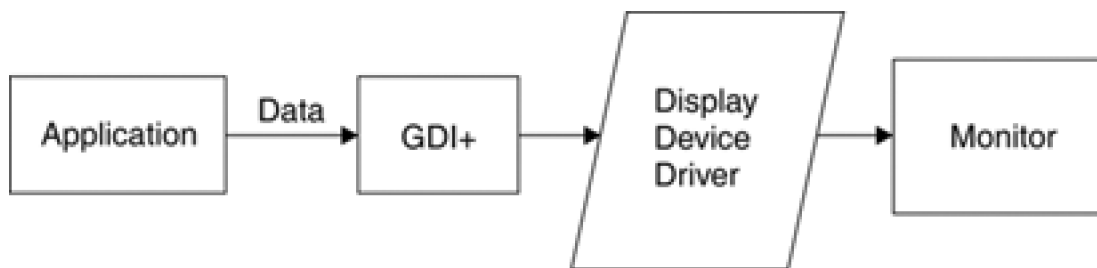 Application
Data
GDI+
Display
Device
Driver
Monitor